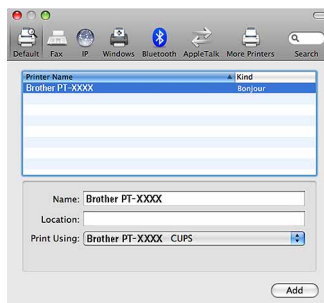 Default Fax IP Windows Bluetooth AppleTalk More Printers Search
Printer Name Kind
Brother PT-XXXX Bonjour
Name: Brother PT-XXXX
Location:
Print Using: Brother PT-XXXX CUPS
Add